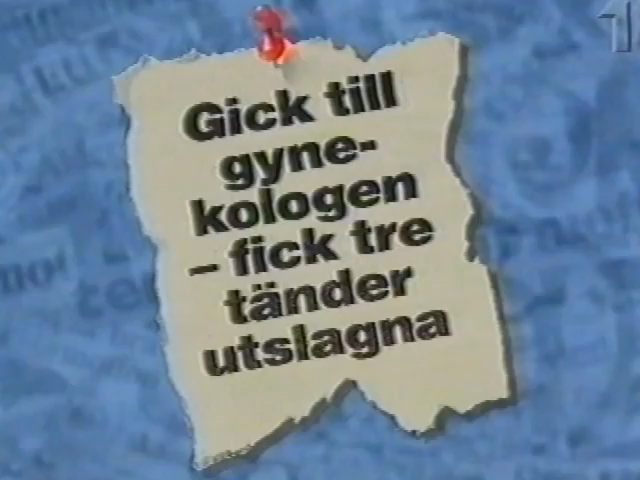 Gick till
gyne-
kologen
– fick tre
tänder
utslagna